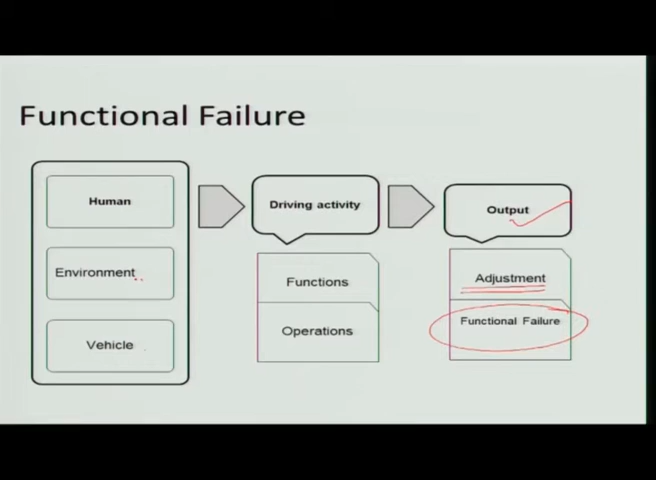 Functional Failure
Human
Environment
Vehicle
Driving activity
Functions
Operations
Output
Adjustment
Functional Failure